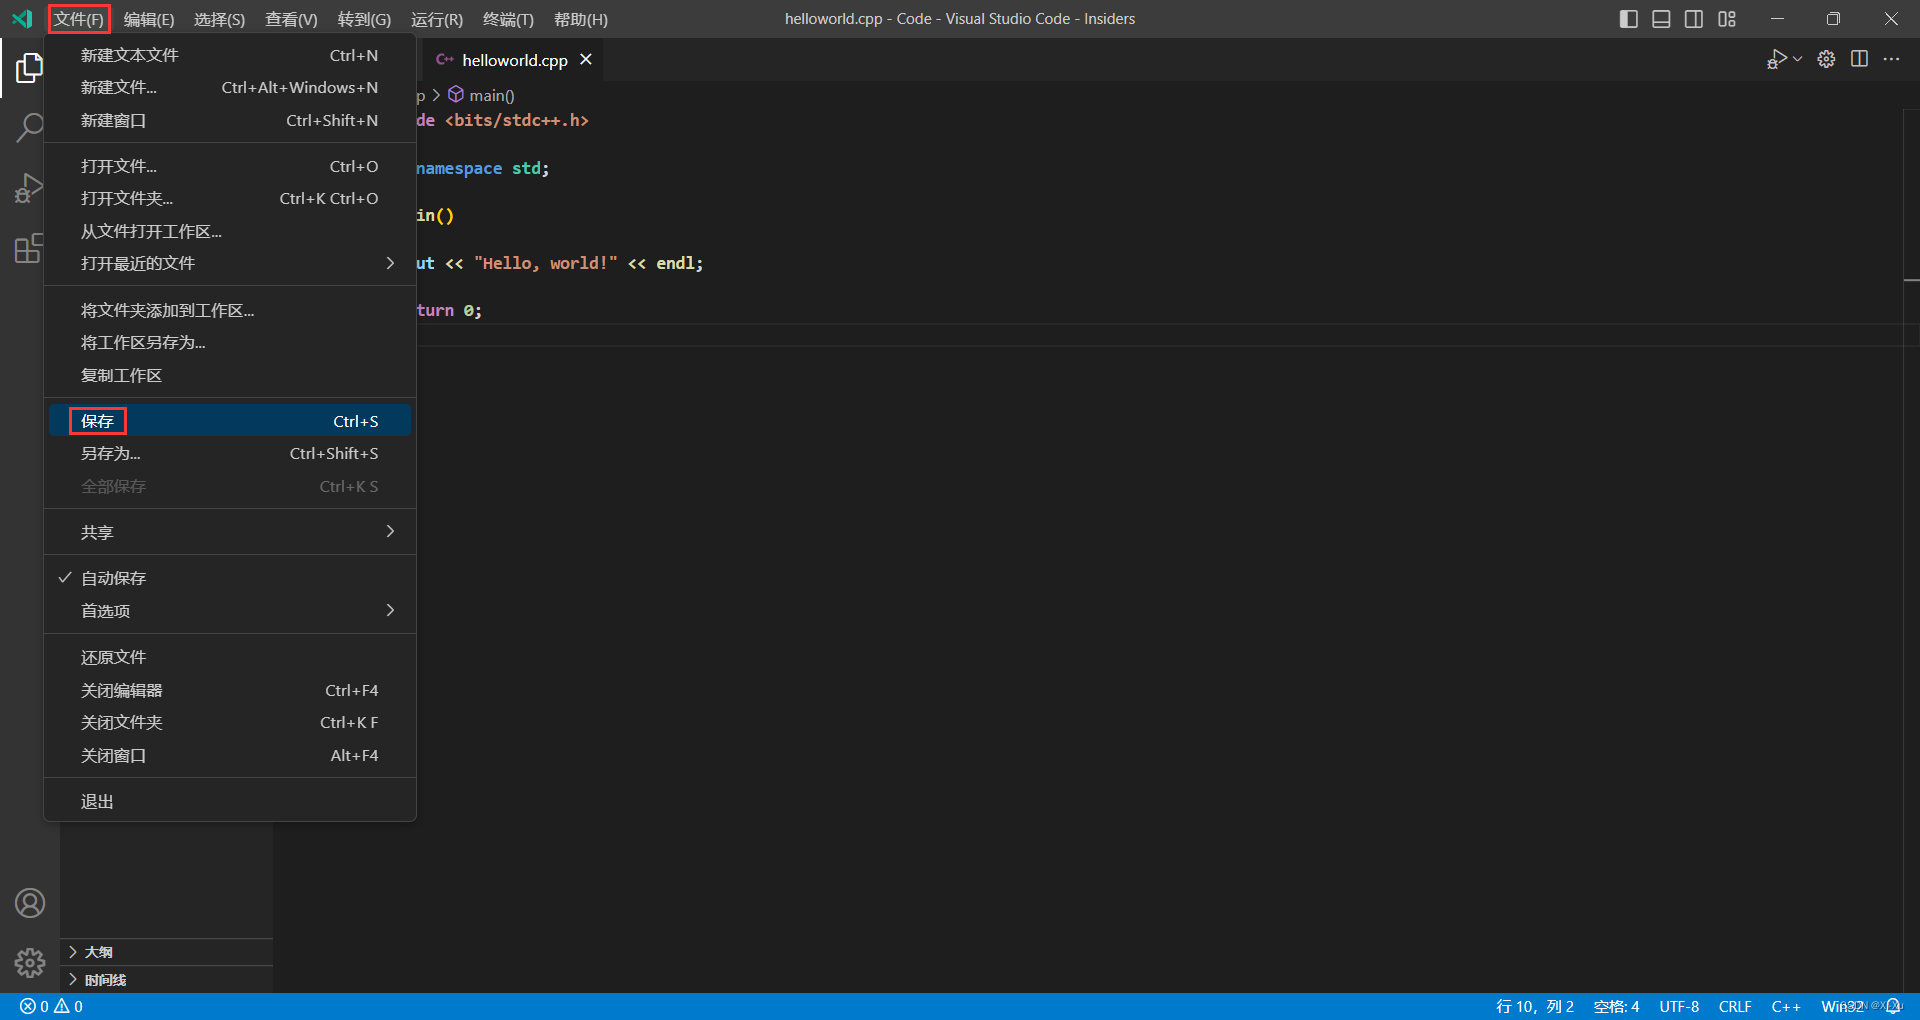 文件(F) 编辑(E) 选择(S) 查看(V) 转到(G) 运行(R) 终端(T) 帮助(H) helloworld.cpp - Code - Visual Studio Code - Insiders
新建文本文件 Ctrl+N
新建文件... Ctrl+Alt+Windows+N
新建窗口 Ctrl+Shift+N
打开文件... Ctrl+O
打开文件夹... Ctrl+K Ctrl+O
从文件打开工作区...
打开最近的文件
将文件夹添加到工作区...
将工作区另存为...
复制工作区
保存 Ctrl+S
另存为... Ctrl+Shift+S
全部保存 Ctrl+K S
共享
自动保存
首选项
还原文件
关闭编辑器 Ctrl+F4
关闭文件夹 Ctrl+K F
关闭窗口 Alt+F4
退出
helloworld.cpp
p > main()
de <bits/stdc++.h>
namespace std;
in()
ut << "Hello, world!" << endl;
turn 0;
大纲
时间线
0 0 行 10，列 2 空格: 4 UTF-8 CRLF C++ Win32